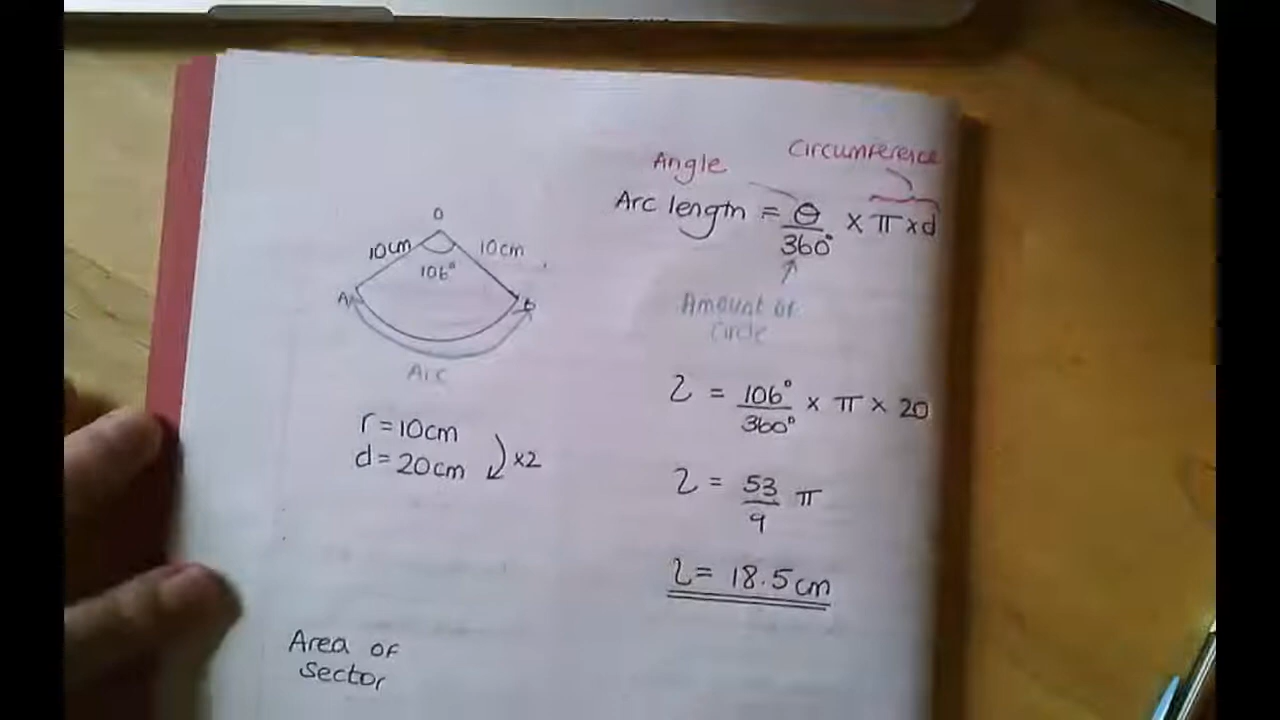 O
10cm 10cm
106°
A B
Arc
r = 10cm
d = 20cm ×2
Area of
sector
Angle Circumference
Arc length = θ/360° × π × d
Amount of
Circle
l = 106°/360° × π × 20
l = 53/9 π
l = 18.5cm